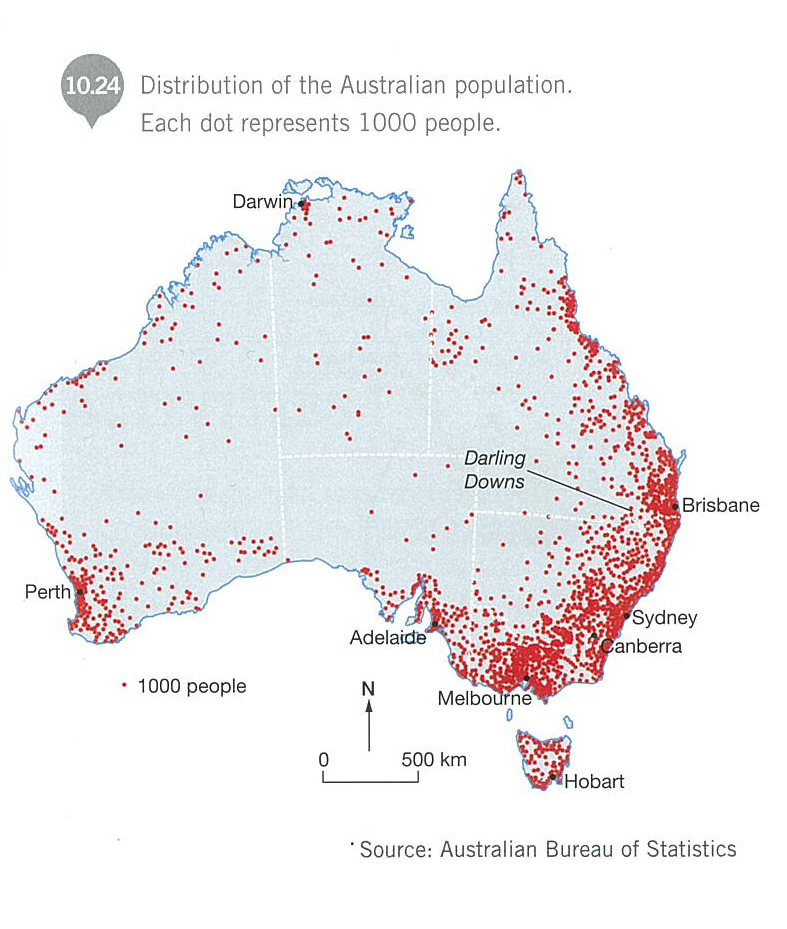 10.24 Distribution of the Australian population.
Each dot represents 1000 people.
Darwin
Darling
Downs
Brisbane
Perth
Sydney
Adelaide
Canberra
1000 people
N
Melbourne
0 500 km
Hobart
Source: Australian Bureau of Statistics